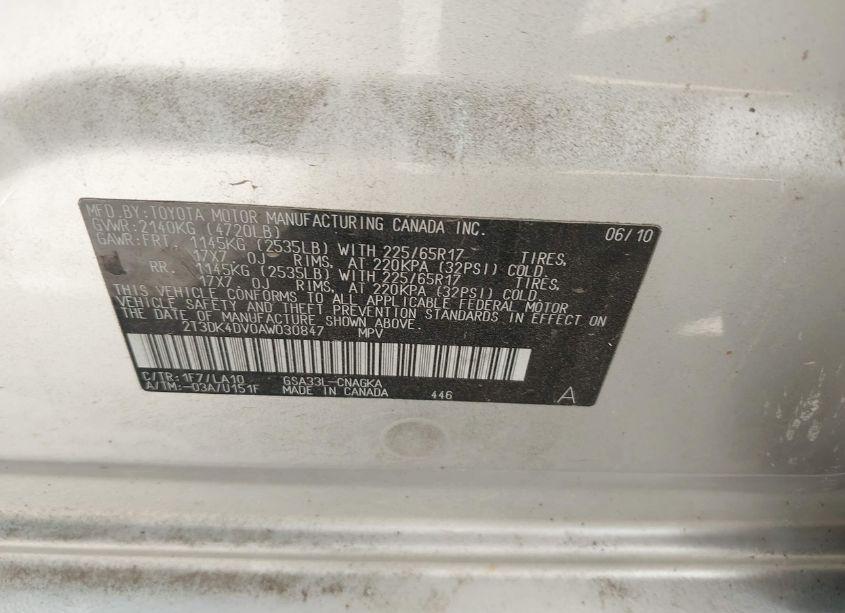 MFD. BY: TOYOTA MOTOR MANUFACTURING CANADA INC. 06/10
GVWR: 2140KG (4720LB)
GAWR: FRT. 1145KG (2535LB) WITH 225/65R17 TIRES,
17X7 0J RIMS, AT 220KPA (32PSI) COLD.
RR. 1145KG (2535LB) WITH 225/65R17 TIRES,
17X7 0J RIMS, AT 220KPA (32PSI) COLD.
THIS VEHICLE CONFORMS TO ALL APPLICABLE FEDERAL MOTOR
VEHICLE SAFETY AND THEFT PREVENTION STANDARDS IN EFFECT ON
THE DATE OF MANUFACTURE SHOWN ABOVE.
2T3DK4DV0AW030847 MPV
C/TR: 1F7/LA10 GSA33L-CNAGKA
A/TM: -03A/U151F MADE IN CANADA 446 A